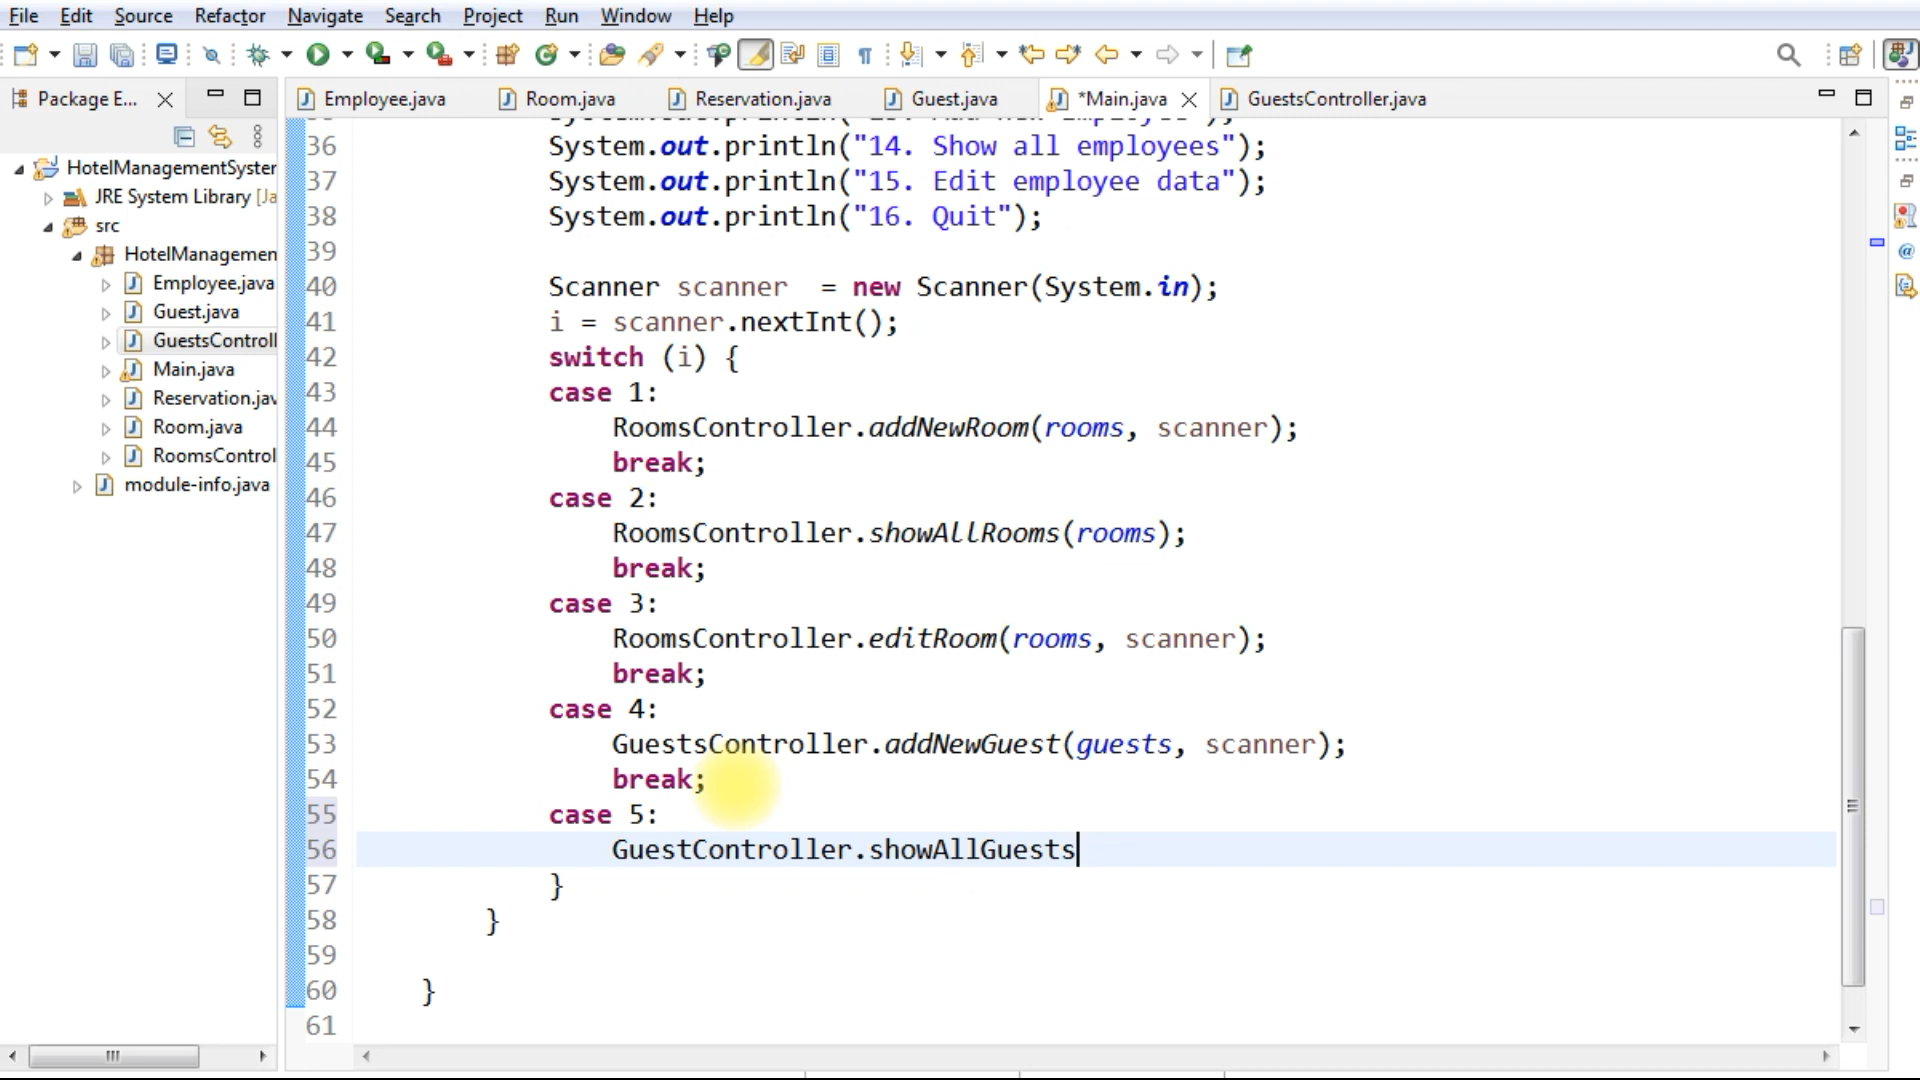 File Edit Source Refactor Navigate Search Project Run Window Help
Package E...
Employee.java Room.java Reservation.java Guest.java *Main.java GuestsController.java
HotelManagementSyster
JRE System Library [Ja
src
HotelManagemen
Employee.java
Guest.java
GuestsControll
Main.java
Reservation.jav
Room.java
RoomsControl
module-info.java
36 System.out.println("14. Show all employees");
37 System.out.println("15. Edit employee data");
38 System.out.println("16. Quit");
39
40 Scanner scanner  = new Scanner(System.in);
41 i = scanner.nextInt();
42 switch (i) {
43 case 1:
44 RoomsController.addNewRoom(rooms, scanner);
45 break;
46 case 2:
47 RoomsController.showAllRooms(rooms);
48 break;
49 case 3:
50 RoomsController.editRoom(rooms, scanner);
51 break;
52 case 4:
53 GuestsController.addNewGuest(guests, scanner);
54 break;
55 case 5:
56 GuestController.showAllGuests
57 }
58 }
59
60 }
61